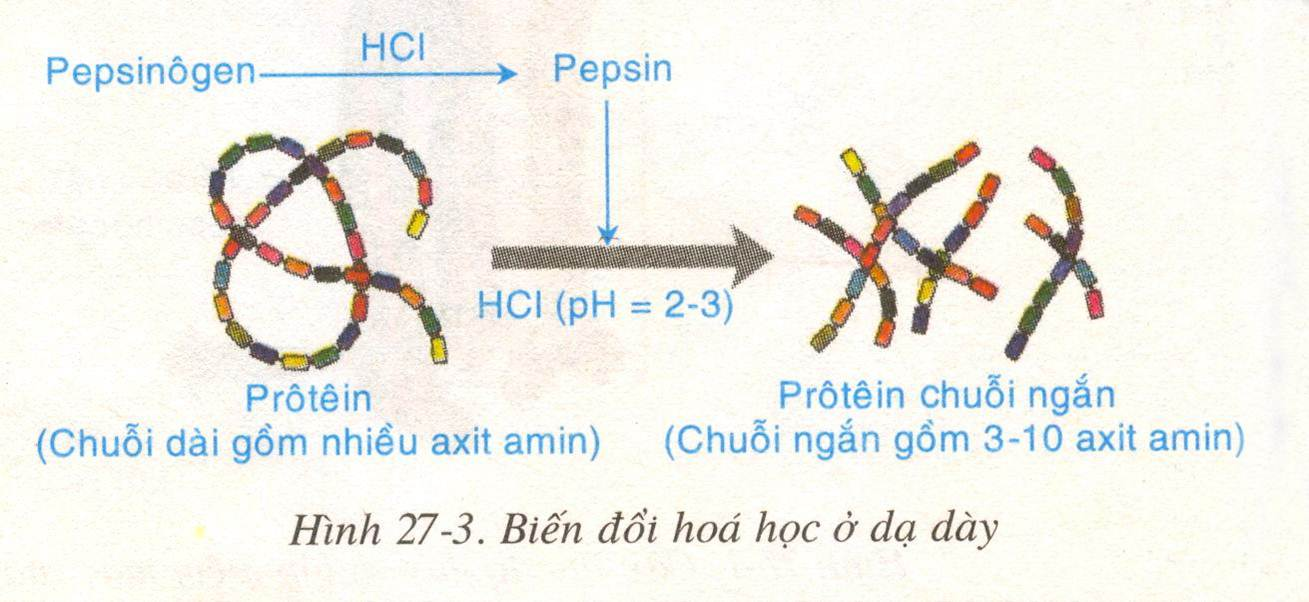 HCl
Pepsinôgen
Pepsin
HCl (pH = 2-3)
Prôtêin
(Chuỗi dài gồm nhiều axit amin)
Prôtêin chuỗi ngắn
(Chuỗi ngắn gồm 3-10 axit amin)
Hình 27-3. Biến đổi hoá học ở dạ dày